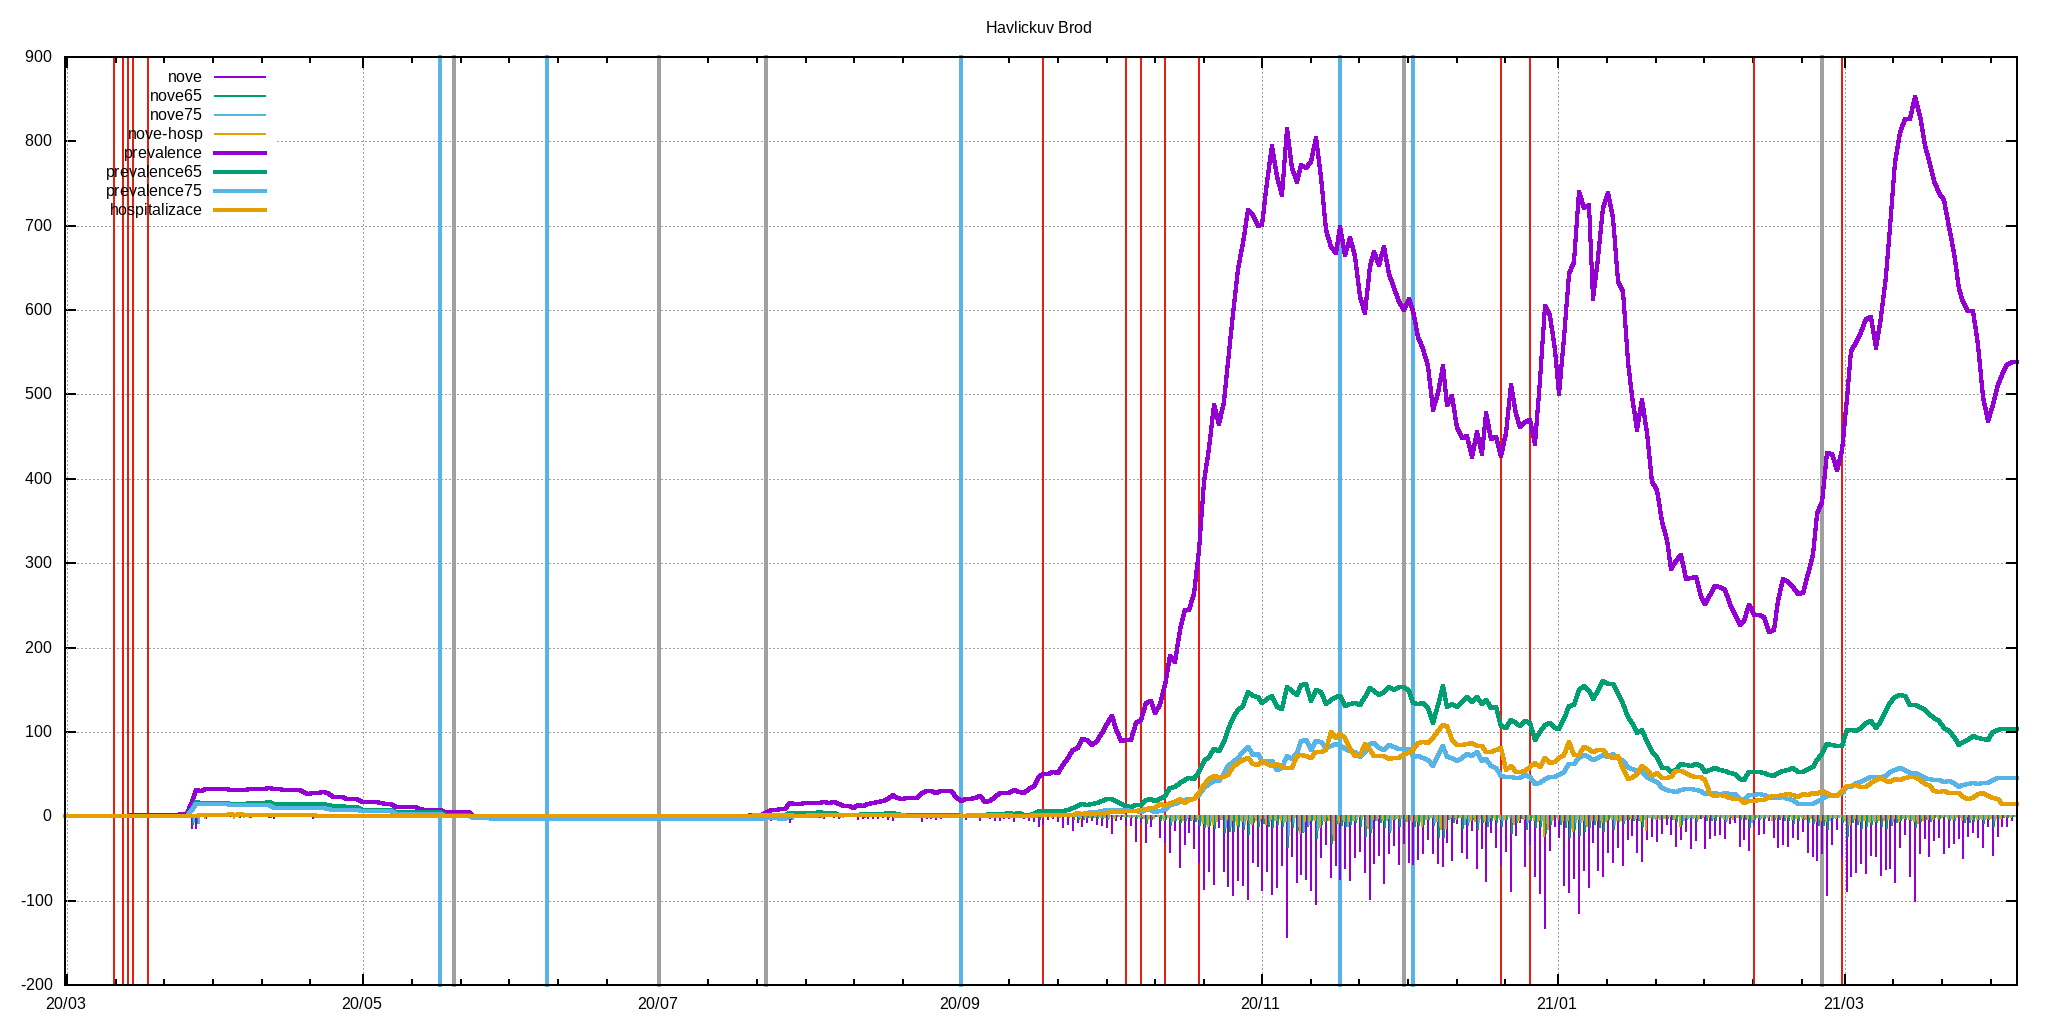 Havlickuv Brod
900
800
700
600
500
400
300
200
100
0
-100
-200
nove
nove65
nove75
nove-hosp
prevalence
prevalence65
prevalence75
hospitalizace
20/03
20/05
20/07
20/09
20/11
21/01
21/03